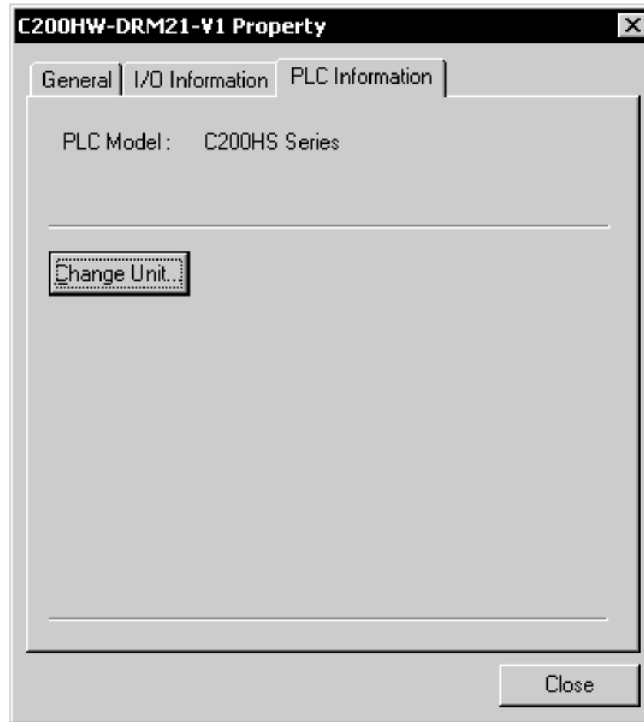 C200HW-DRM21-V1 Property
General I/O Information PLC Information
PLC Model : C200HS Series
Change Unit...
Close